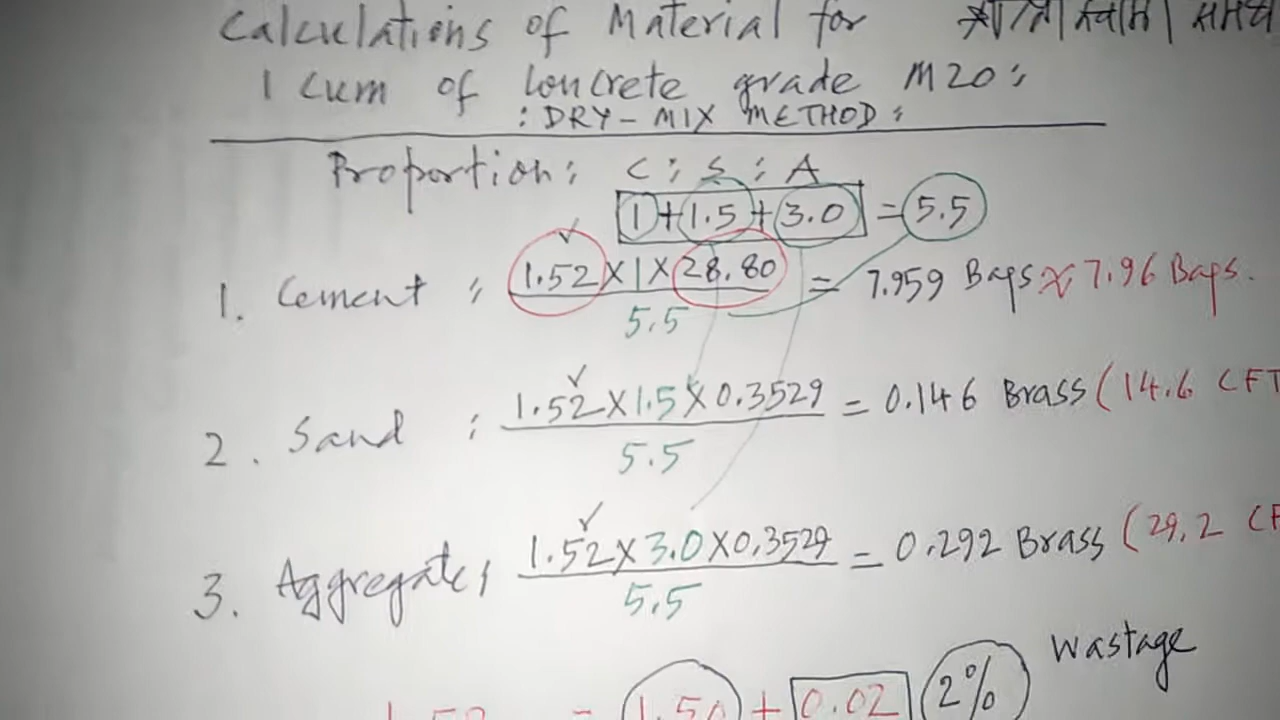 Calculations of Material for
1 Cum of Concrete grade M20:
: DRY-MIX METHOD:
Proportion: C : S : A
1 + 1.5 + 3.0 = 5.5
1. Cement : 1.52 X 1 X 28.80 / 5.5 = 7.959 Bags ≈ 7.96 Bags.
2. Sand : 1.52 X 1.5 X 0.3529 / 5.5 = 0.146 Brass (14.6 CFT
3. Aggregate : 1.52 X 3.0 X 0.3529 / 5.5 = 0.292 Brass (29.2 CF
Wastage
1.52 = 1.50 + 0.02 2%